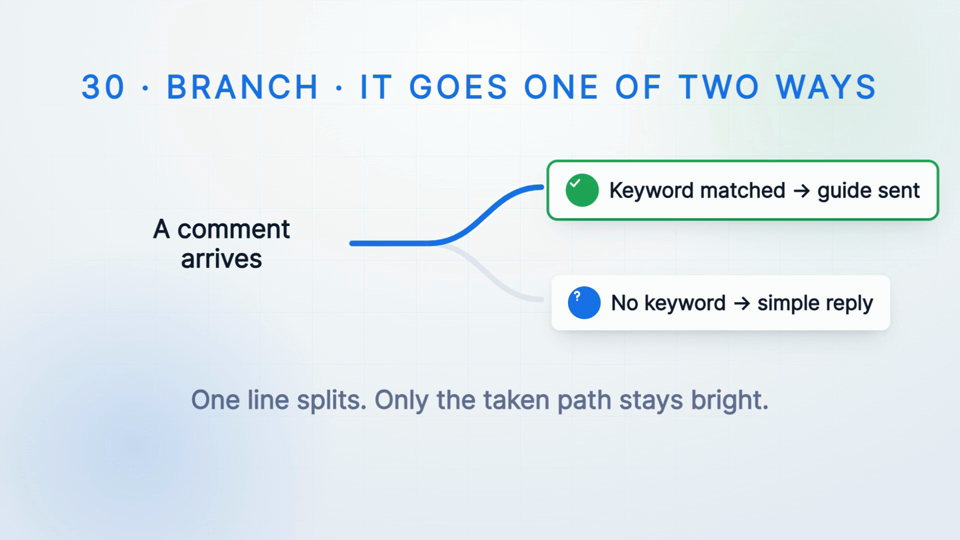 30 · BRANCH · IT GOES ONE OF TWO WAYS
A comment
arrives
✓ Keyword matched → guide sent
? No keyword → simple reply
One line splits. Only the taken path stays bright.